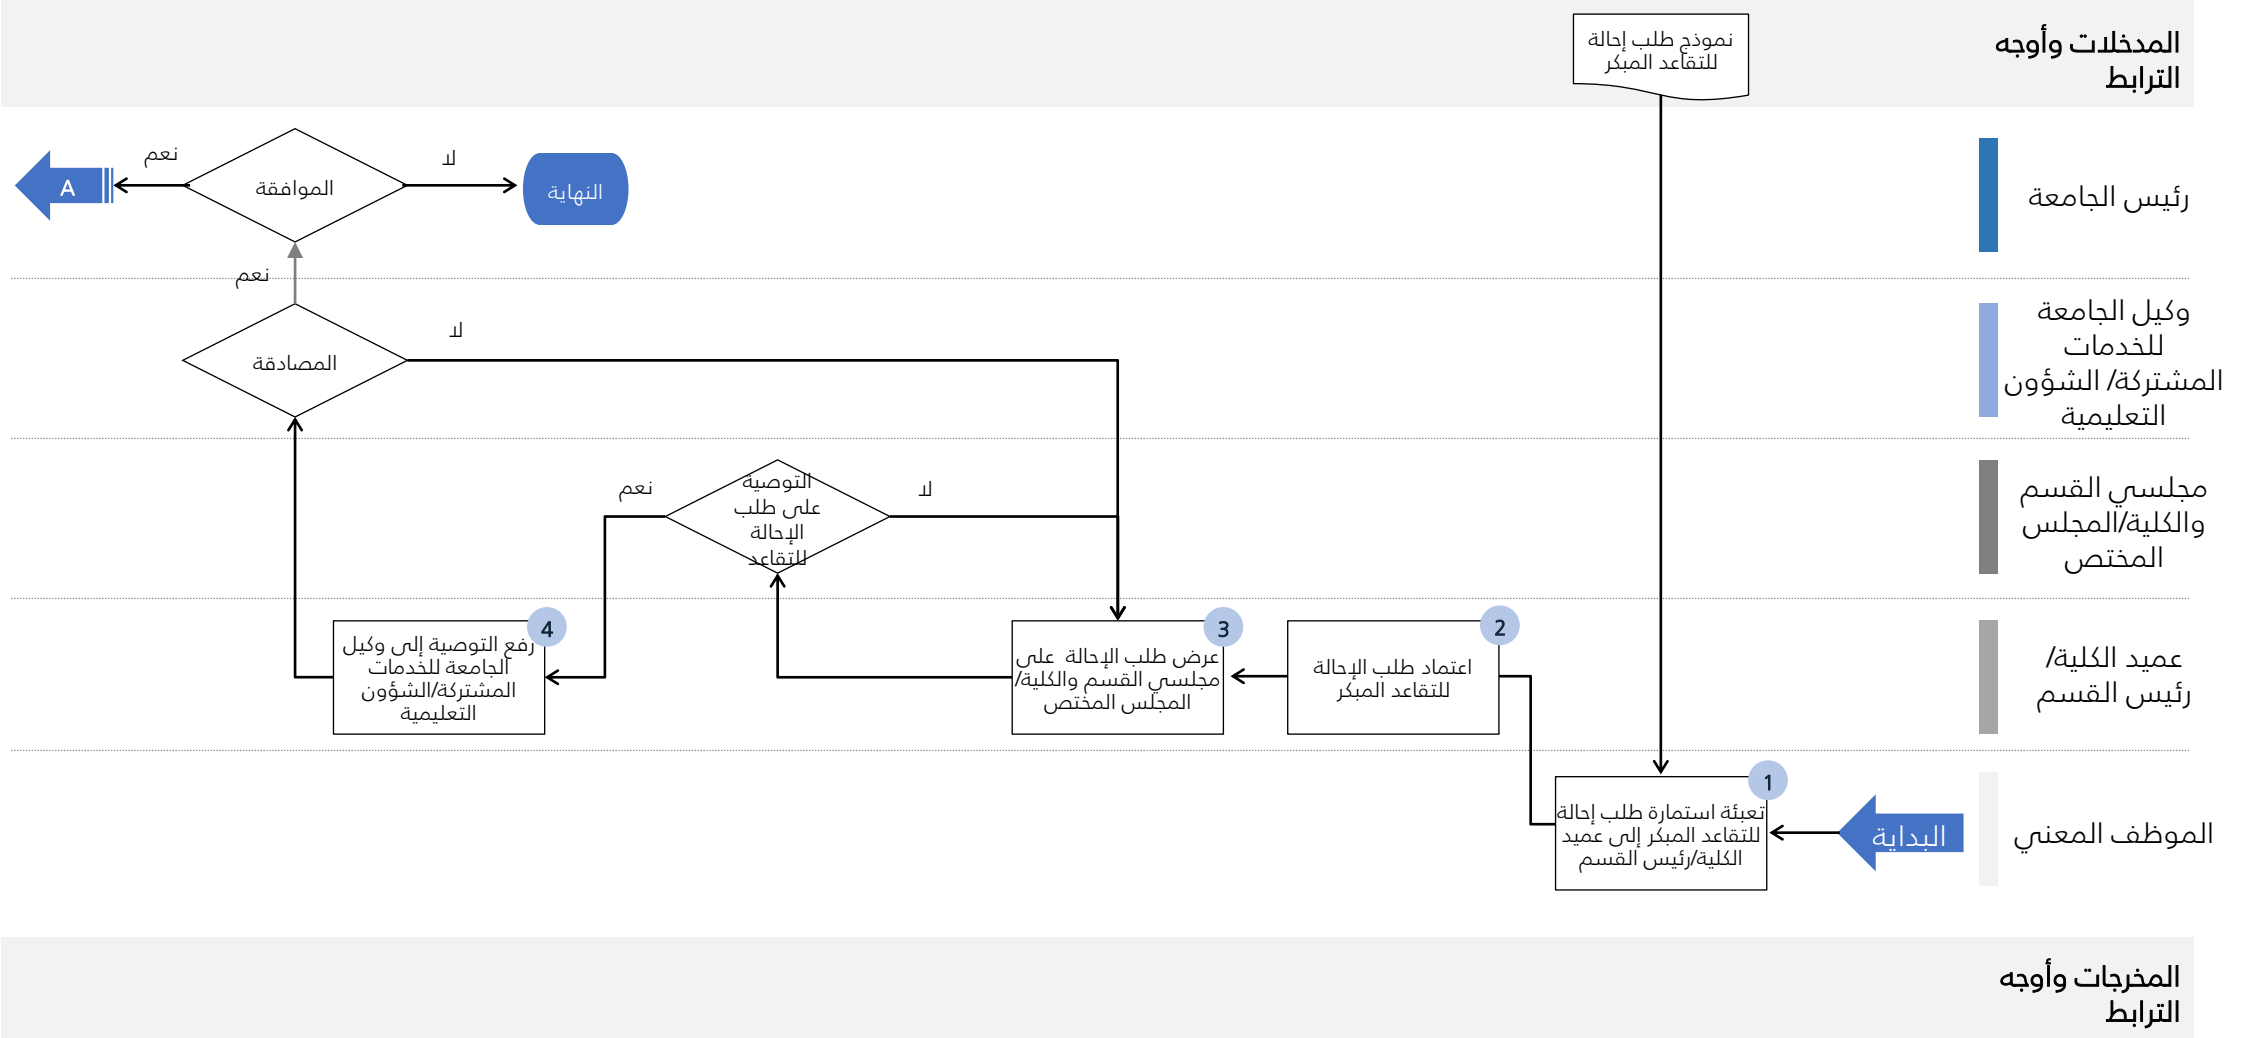 المدخلات وأوجه
الترابط
نموذج طلب إحالة
للتقاعد المبكر
رئيس الجامعة
النهاية
لا
الموافقة
نعم
A
وكيل الجامعة
للخدمات
المشتركة/ الشؤون
التعليمية
لا
المصادقة
نعم
مجلسي القسم
والكلية/المجلس
المختص
لا
التوصية
على طلب
الإحالة
للتقاعد
نعم
عميد الكلية/
رئيس القسم
2
اعتماد طلب الإحالة
للتقاعد المبكر
3
عرض طلب الإحالة على
مجلسي القسم والكلية/
المجلس المختص
4
رفع التوصية إلى وكيل
الجامعة للخدمات
المشتركة/الشؤون
التعليمية
الموظف المعني
البداية
1
تعبئة استمارة طلب إحالة
للتقاعد المبكر إلى عميد
الكلية/رئيس القسم
المخرجات وأوجه
الترابط